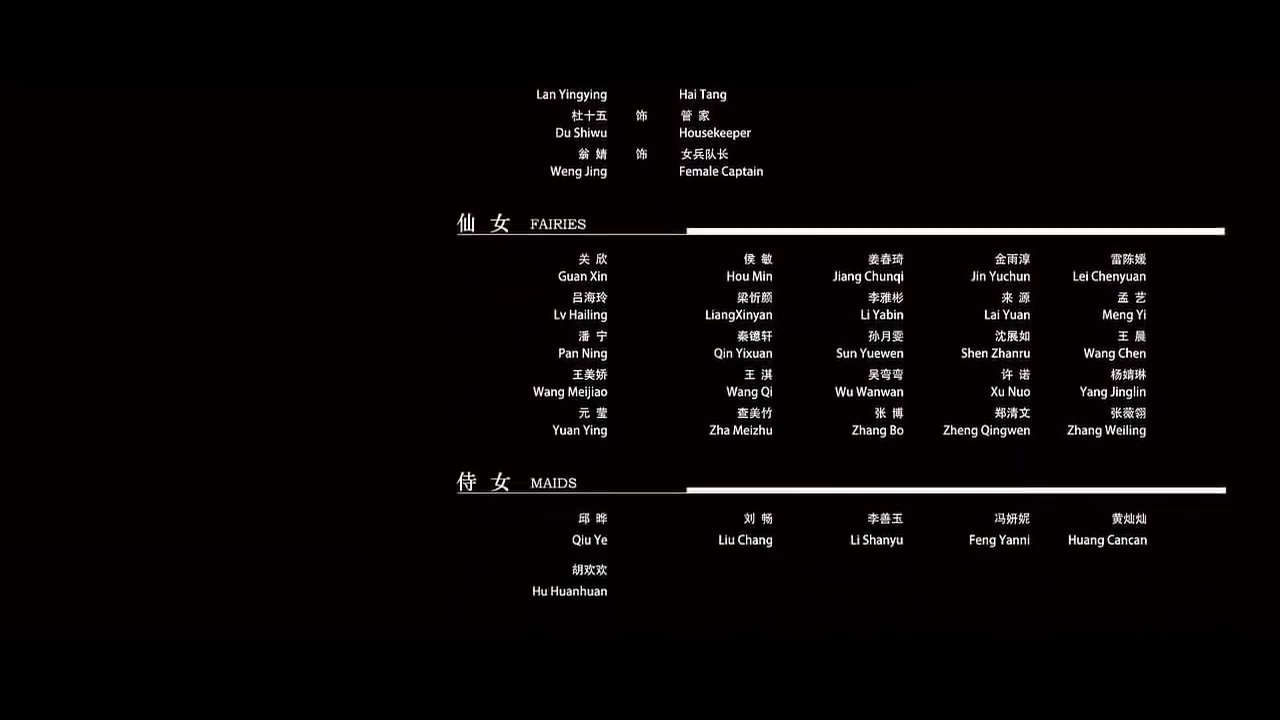 Lan Yingying Hai Tang
杜十五 饰 管 家
Du Shiwu Housekeeper
翁 婧 饰 女兵队长
Weng Jing Female Captain
仙 女 FAIRIES
关 欣 侯 敏 姜春琦 金雨淳 雷陈媛
Guan Xin Hou Min Jiang Chunqi Jin Yuchun Lei Chenyuan
吕海玲 梁忻颜 李雅彬 来 源 孟 艺
Lv Hailing LiangXinyan Li Yabin Lai Yuan Meng Yi
潘 宁 秦镱轩 孙月雯 沈展如 王 晨
Pan Ning Qin Yixuan Sun Yuewen Shen Zhanru Wang Chen
王美娇 王 淇 吴弯弯 许 诺 杨婧琳
Wang Meijiao Wang Qi Wu Wanwan Xu Nuo Yang Jinglin
元 莹 查美竹 张 博 郑清文 张薇翎
Yuan Ying Zha Meizhu Zhang Bo Zheng Qingwen Zhang Weiling
侍 女 MAIDS
邱 晔 刘 畅 李善玉 冯妍妮 黄灿灿
Qiu Ye Liu Chang Li Shanyu Feng Yanni Huang Cancan
胡欢欢
Hu Huanhuan